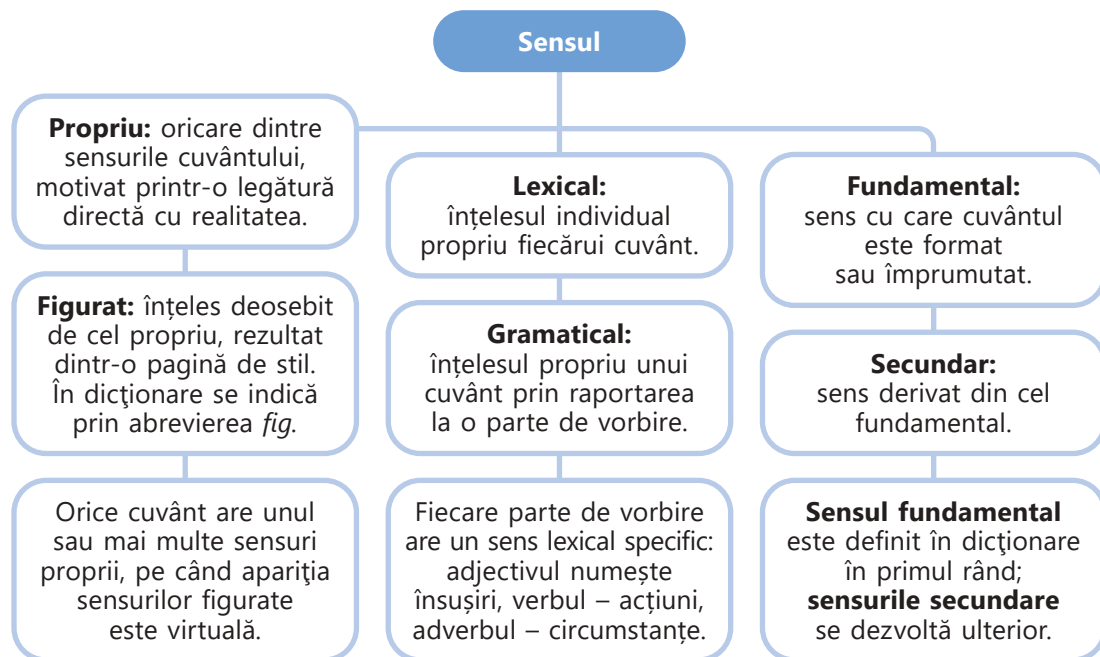 Sensul
Propriu: oricare dintre
sensurile cuvântului,
motivat printr-o legătură
directă cu realitatea.
Figurat: înțeles deosebit
de cel propriu, rezultat
dintr-o pagină de stil.
În dicţionare se indică
prin abrevierea fig.
Orice cuvânt are unul
sau mai multe sensuri
proprii, pe când apariţia
sensurilor figurate
este virtuală.
Lexical:
înțelesul individual
propriu fiecărui cuvânt.
Gramatical:
înțelesul propriu unui
cuvânt prin raportarea
la o parte de vorbire.
Fiecare parte de vorbire
are un sens lexical specific:
adjectivul numește
însușiri, verbul – acțiuni,
adverbul – circumstanțe.
Fundamental:
sens cu care cuvântul
este format
sau împrumutat.
Secundar:
sens derivat din cel
fundamental.
Sensul fundamental
este definit în dicţionare
în primul rând;
sensurile secundare
se dezvoltă ulterior.